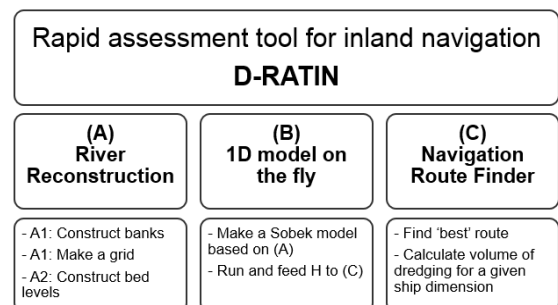 Rapid assessment tool for inland navigation
D-RATIN
(A)
River
Reconstruction
(B)
1D model on
the fly
(C)
Navigation
Route Finder
- A1: Construct banks
- A1: Make a grid
- A2: Construct bed
levels
- Make a Sobek model
based on (A)
- Run and feed H to (C)
- Find ‘best’ route
- Calculate volume of
dredging for a given
ship dimension